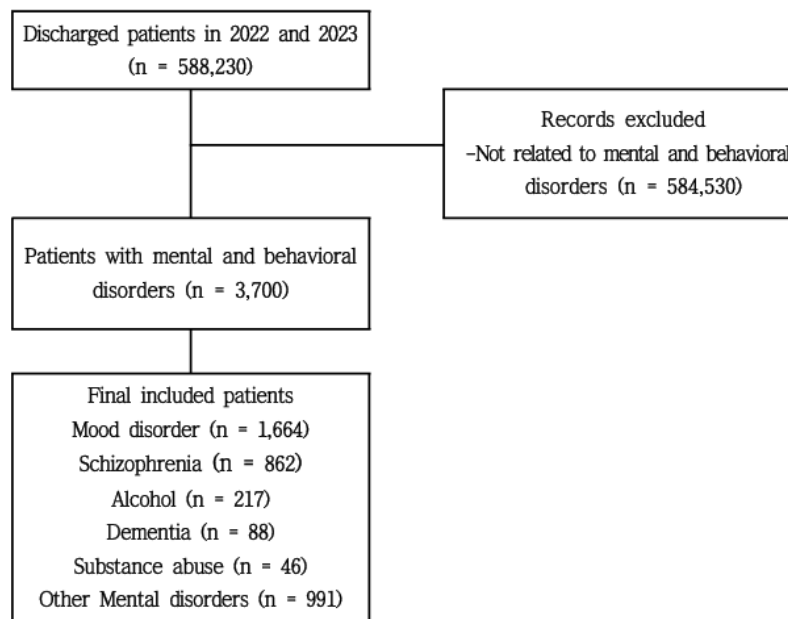 Discharged patients in 2022 and 2023
(n = 588,230)
Records excluded
-Not related to mental and behavioral
disorders (n = 584,530)
Patients with mental and behavioral
disorders (n = 3,700)
Final included patients
Mood disorder (n = 1,664)
Schizophrenia (n = 862)
Alcohol (n = 217)
Dementia (n = 88)
Substance abuse (n = 46)
Other Mental disorders (n = 991)